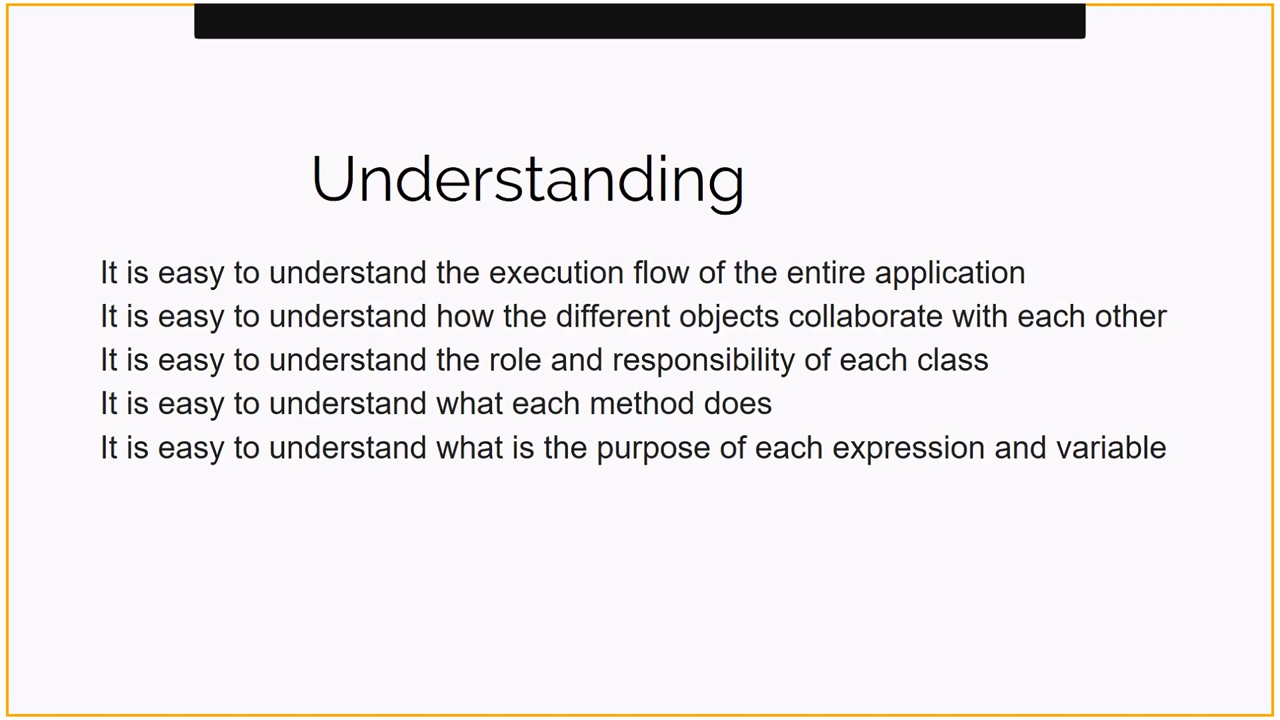 Understanding
It is easy to understand the execution flow of the entire application
It is easy to understand how the different objects collaborate with each other
It is easy to understand the role and responsibility of each class
It is easy to understand what each method does
It is easy to understand what is the purpose of each expression and variable